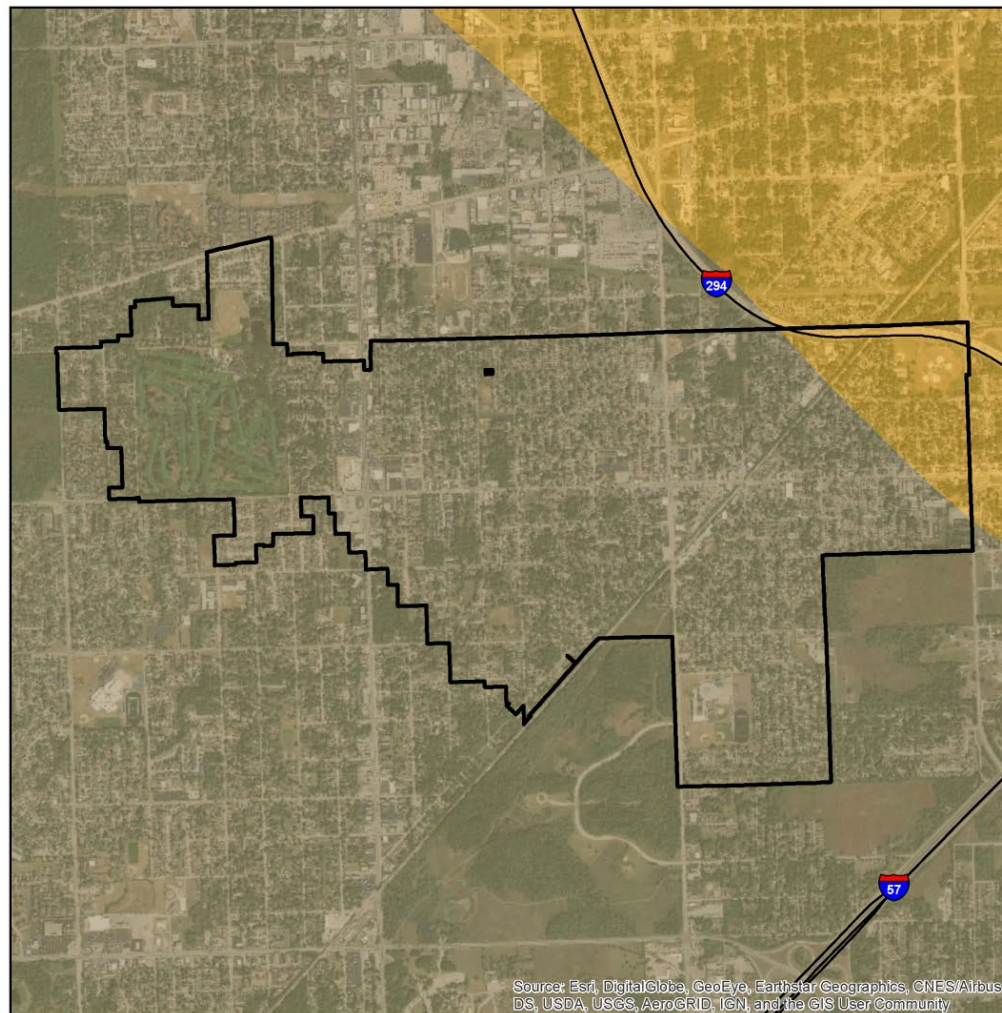 294
57
Source: Esri, DigitalGlobe, GeoEye, Earthstar Geographics, CNES/Airbus
DS, USDA, USGS, AeroGRID, IGN, and the GIS User Community